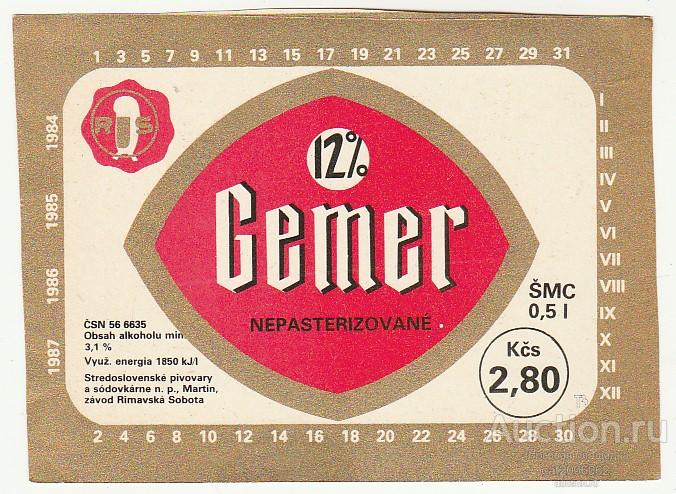 1 3 5 7 9 11 13 15 17 19 21 23 25 27 29 31
1984 1985 1986 1987
RS
12%
Gemer
NEPASTERIZOVANÉ
ČSN 56 6635
Obsah alkoholu min.
3,1 %
Využ. energia 1850 kJ/l
Stredoslovenské pivovary
a sódovkárne n. p., Martin,
závod Rimavská Sobota
ŠMC
0,5 l
Kčs
2,80
I
II
III
IV
V
VI
VII
VIII
IX
X
XI
XII
2 4 6 8 10 12 14 16 18 20 22 24 26 28 30
Auction.ru